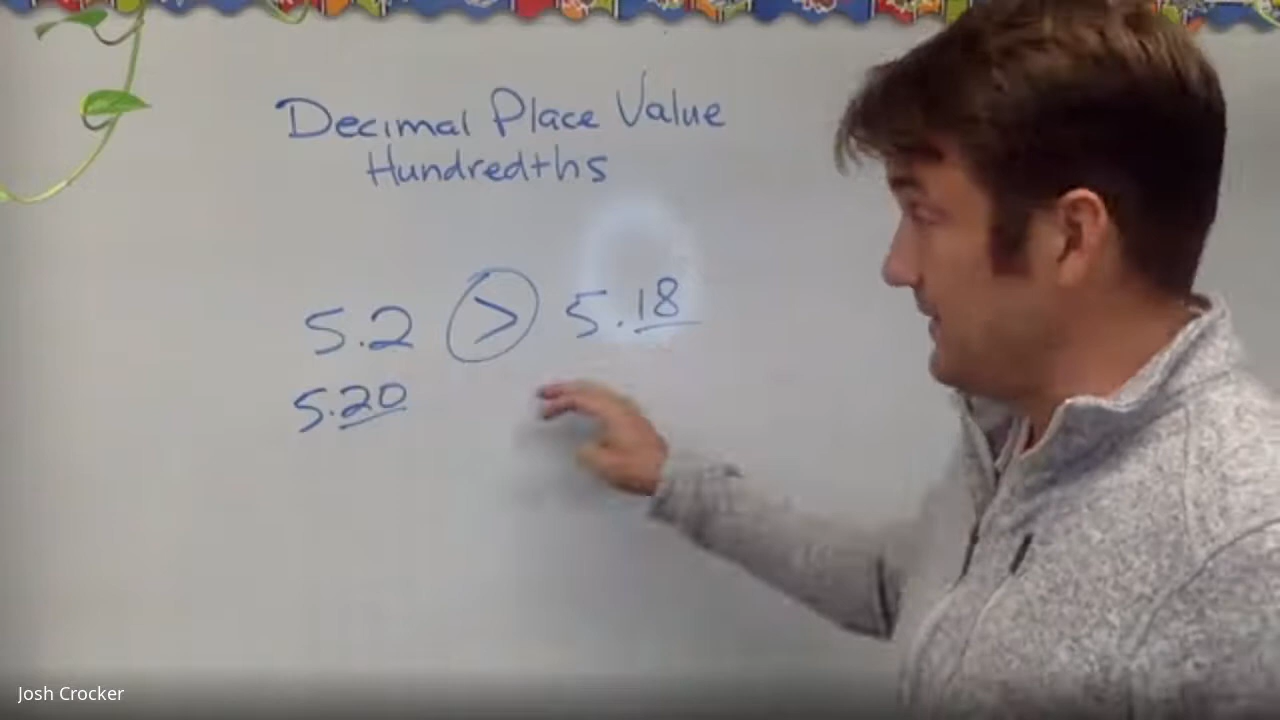 Decimal Place Value
Hundredths
5.2 > 5.18
5.20
Josh Crocker